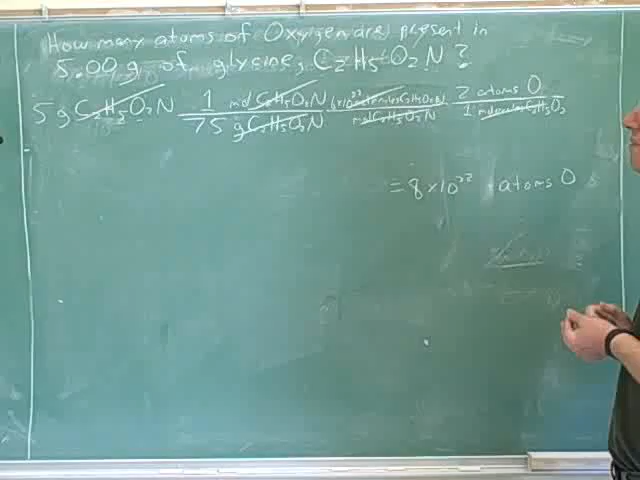 How many atoms of Oxygen are present in
5.00 g of glycine, C2H5O2N ?
5 g C2H5O2N 1 mol C2H5O2N / 75 g C2H5O2N 6x10²³ molecules C2H5O2N / mol C2H5O2N 2 atoms O / 1 molecule C2H5O2
= 8 x 10²² atoms O